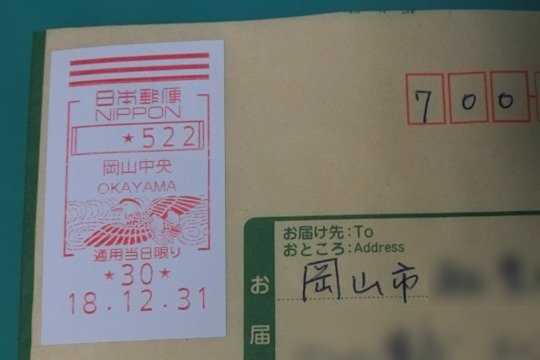 日本郵便
NIPPON
★522
岡山中央
OKAYAMA
通用当日限り
★30★
18.12.31
700
お届け先:To
おところ:Address
岡山市
お届